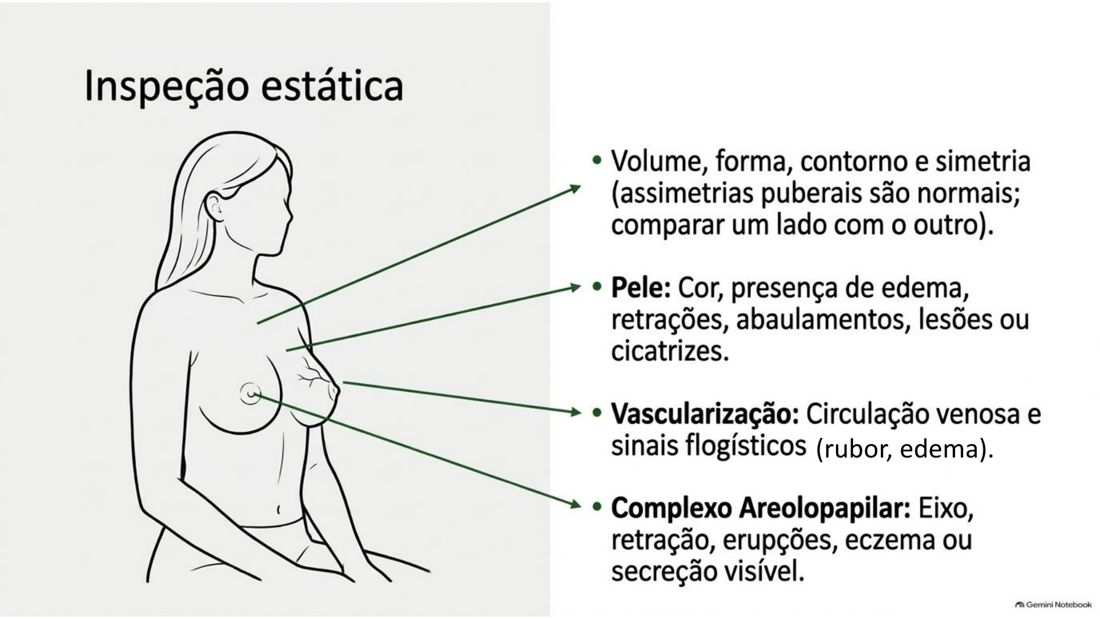 Inspeção estática
• Volume, forma, contorno e simetria
(assimetrias puberais são normais;
comparar um lado com o outro).
• Pele: Cor, presença de edema,
retrações, abaulamentos, lesões ou
cicatrizes.
• Vascularização: Circulação venosa e
sinais flogísticos (rubor, edema).
• Complexo Areolopapilar: Eixo,
retração, erupções, eczema ou
secreção visível.
Gemini Notebook